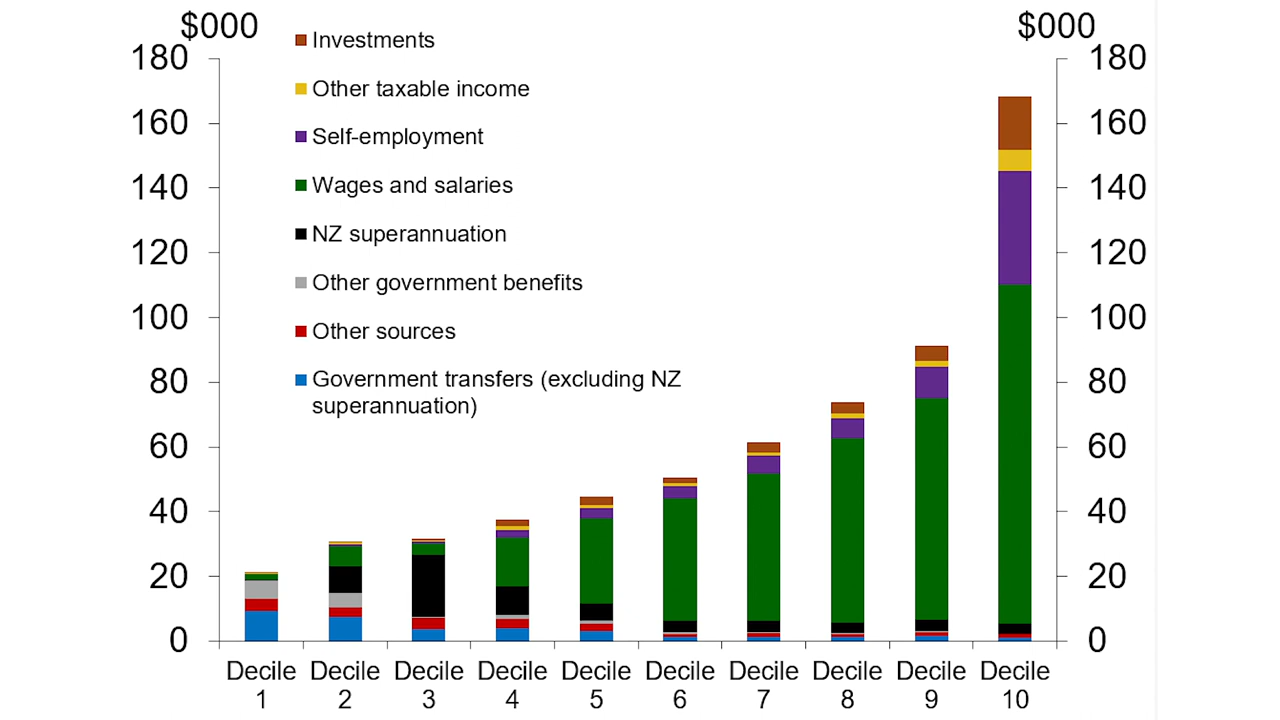 $000
$000
Investments
Other taxable income
Self-employment
Wages and salaries
NZ superannuation
Other government benefits
Other sources
Government transfers (excluding NZ
superannuation)
180
160
140
120
100
80
60
40
20
0
180
160
140
120
100
80
60
40
20
0
Decile
1
Decile
2
Decile
3
Decile
4
Decile
5
Decile
6
Decile
7
Decile
8
Decile
9
Decile
10